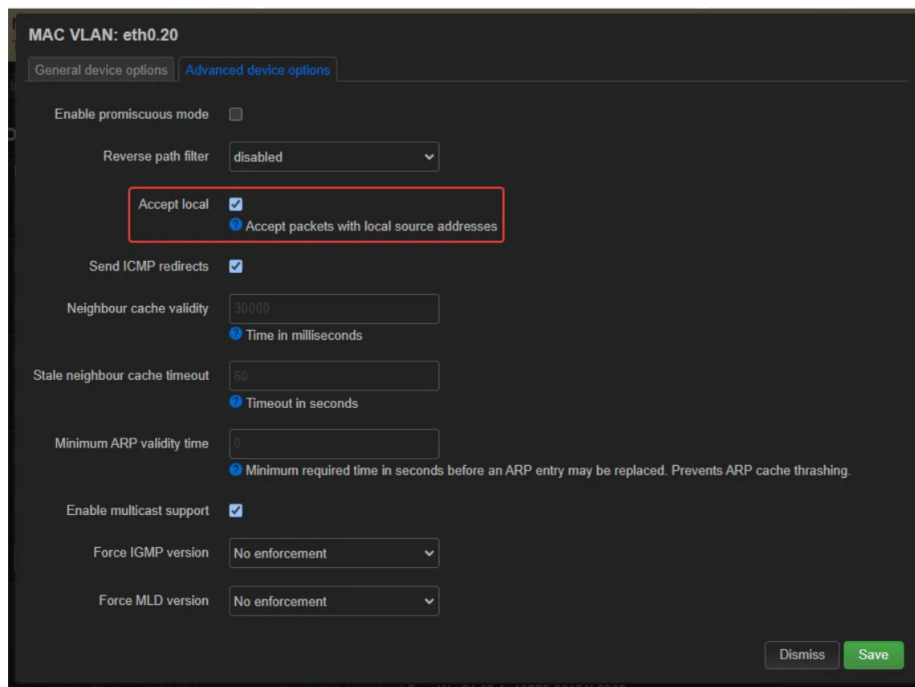 MAC VLAN: eth0.20
General device options Advanced device options
Enable promiscuous mode
Reverse path filter disabled
Accept local
Accept packets with local source addresses
Send ICMP redirects
Neighbour cache validity 30000
Time in milliseconds
Stale neighbour cache timeout 60
Timeout in seconds
Minimum ARP validity time 0
Minimum required time in seconds before an ARP entry may be replaced. Prevents ARP cache thrashing.
Enable multicast support
Force IGMP version No enforcement
Force MLD version No enforcement
Dismiss Save